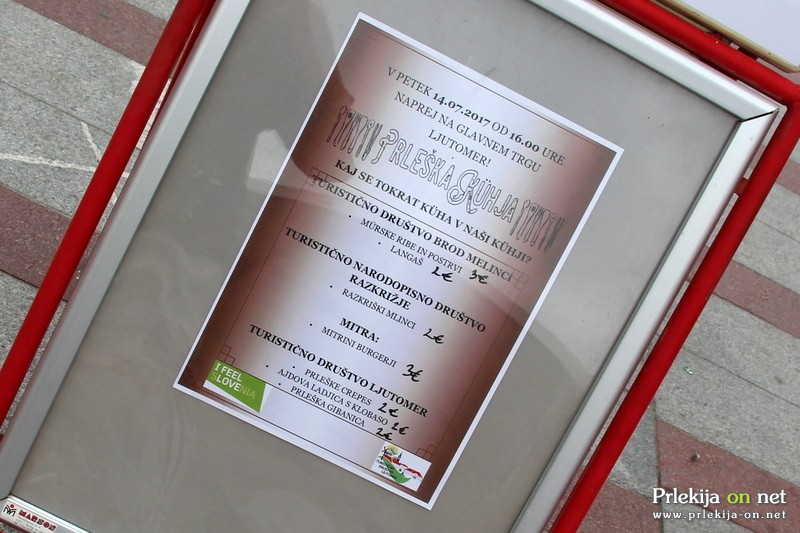 V PETEK 14.07.2017 OD 16.00 URE
NAPREJ NA GLAVNEM TRGU
LJUTOMER!
PRLEŠKA KÜHJA
KAJ SE TOKRAT KÜHA V NAŠI KÜHJI?
TURISTIČNO DRUŠTVO BROD MELINCI
• MURSKE RIBE IN POSTRVI 3€
• LANGAŠ 2€
TURISTIČNO NARODOPISNO DRUŠTVO
RAZKRIŽJE
• RAZKRIŠKI MLINCI 2€
MITRA:
• MITRINI BURGERJI 3€
TURISTIČNO DRUŠTVO LJUTOMER
• PRLEŠKE CREPES 2€
• AJDOVA LADJICA S KLOBASO 2€
• PRLEŠKA GIBANICA 2€
I FEEL
SLOVENIA
MARBON
Prlekija on net
www.prlekija-on.net